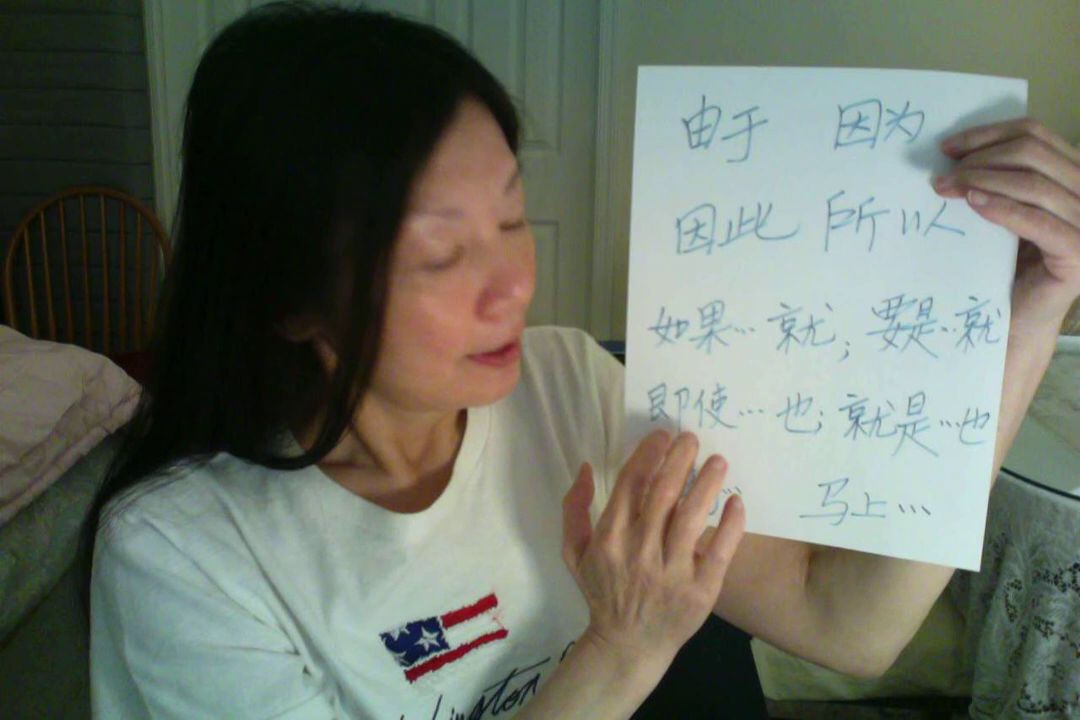 由于 因为
因此 所以
如果… 就; 要是…就
即使… 也; 就是…也
马上…